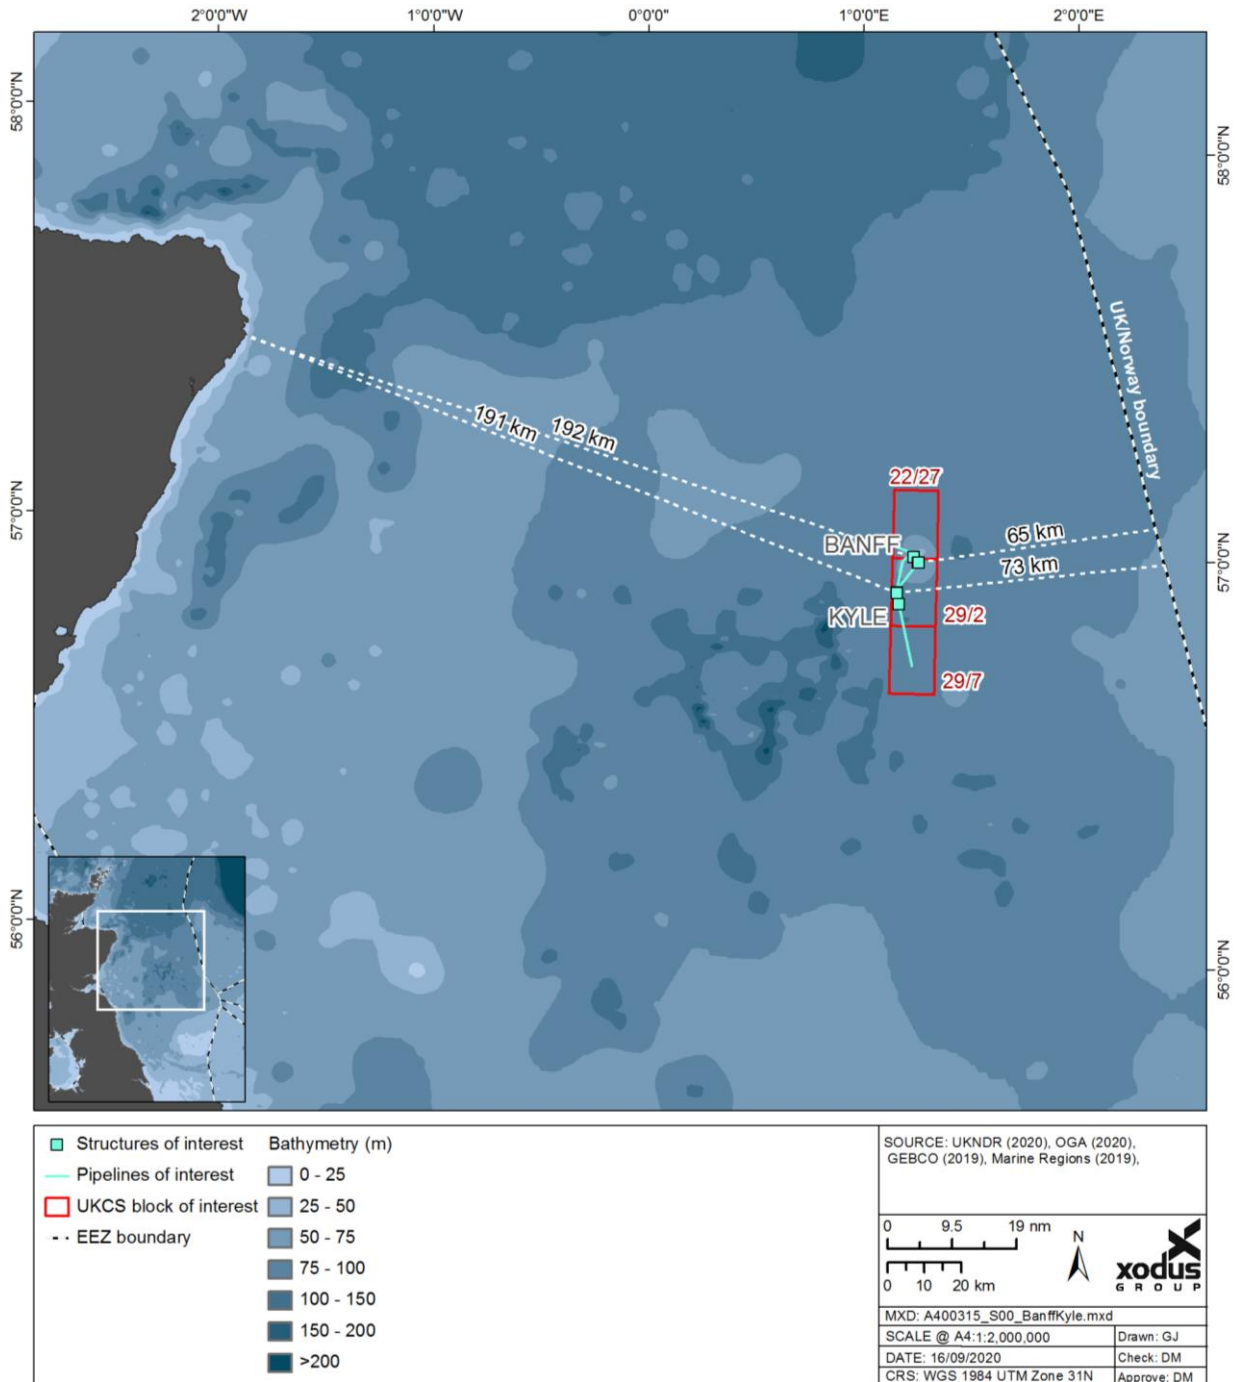 2°0'0"W
1°0'0"W
0°0'0"
1°0'0"E
2°0'0"E
58°0'0"N
58°0'0"N
UK/Norway boundary
191 km
192 km
22/27
57°0'0"N
BANFF
65 km
57°0'0"N
73 km
KYLE
29/2
29/7
56°0'0"N
56°0'0"N
Structures of interest
Pipelines of interest
UKCS block of interest
EEZ boundary
Bathymetry (m)
0 - 25
25 - 50
50 - 75
75 - 100
100 - 150
150 - 200
>200
SOURCE: UKNDR (2020), OGA (2020),
GEBCO (2019), Marine Regions (2019),
0 9.5 19 nm
0 10 20 km
N
xodus
GROUP
MXD: A400315_S00_BanffKyle.mxd
SCALE @ A4:1:2,000,000
Drawn: GJ
DATE: 16/09/2020
Check: DM
CRS: WGS 1984 UTM Zone 31N
Approve: DM